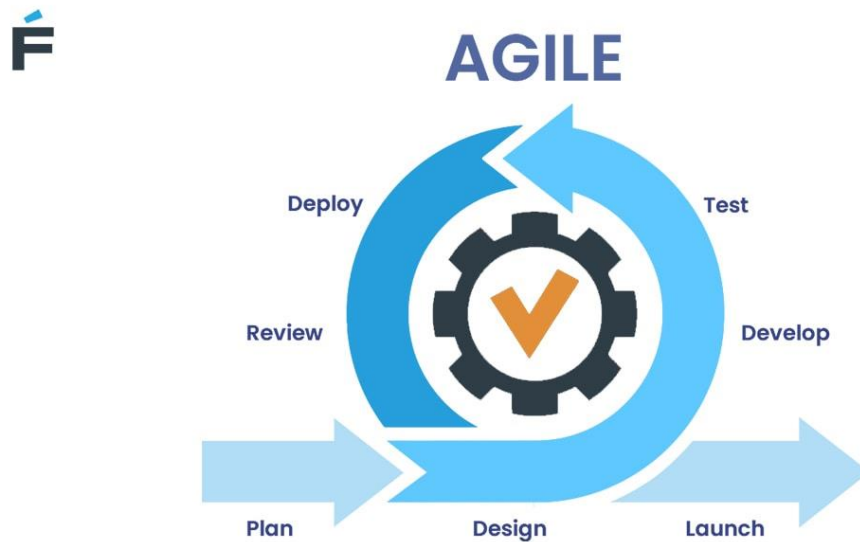 F́
AGILE
Deploy
Test
Review
Develop
Plan
Design
Launch